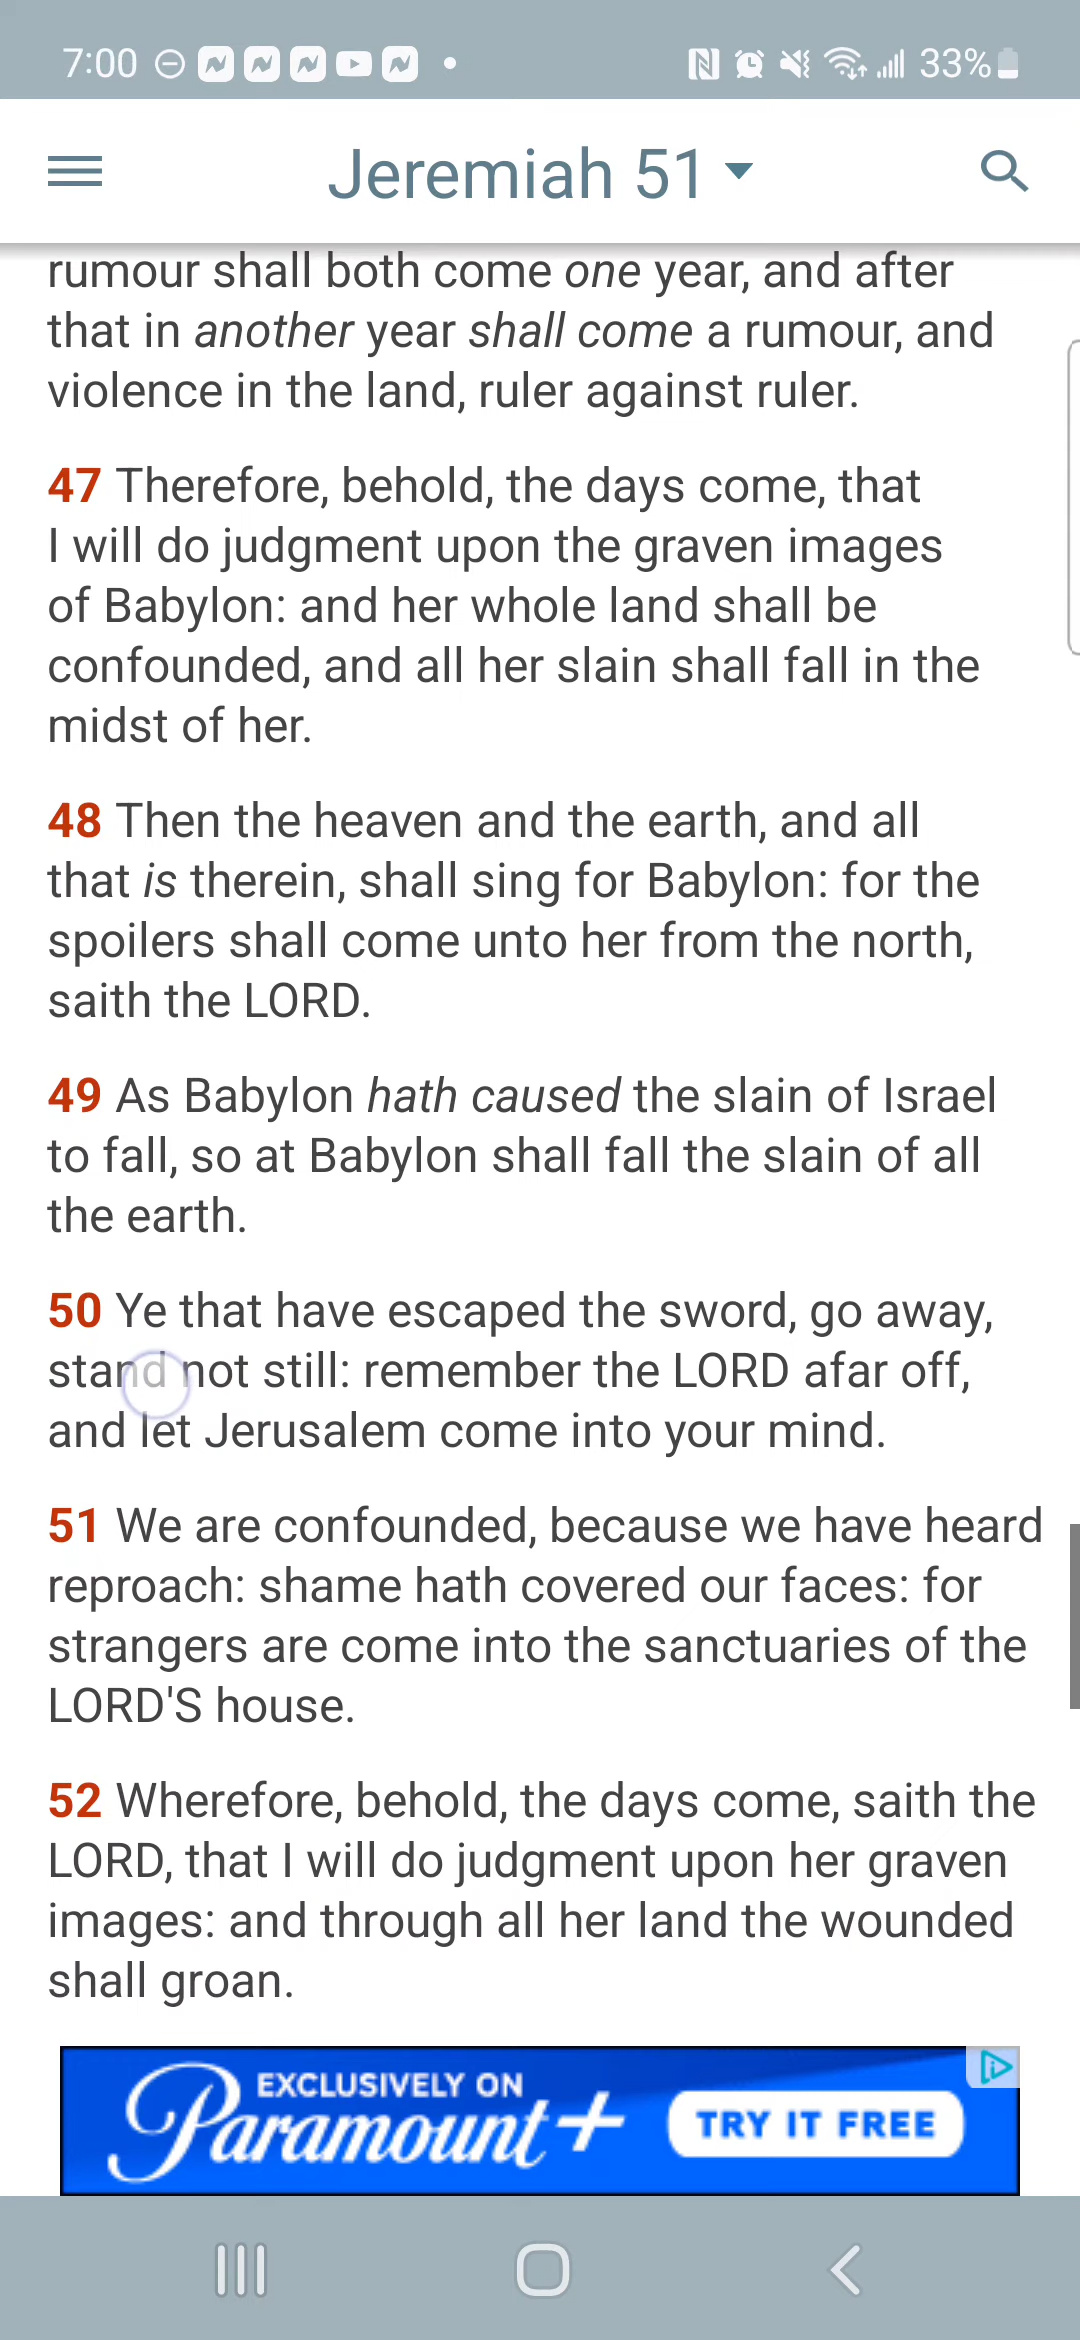 7:00
33%
Jeremiah 51
rumour shall both come one year, and after
that in another year shall come a rumour, and
violence in the land, ruler against ruler.
47 Therefore, behold, the days come, that
I will do judgment upon the graven images
of Babylon: and her whole land shall be
confounded, and all her slain shall fall in the
midst of her.
48 Then the heaven and the earth, and all
that is therein, shall sing for Babylon: for the
spoilers shall come unto her from the north,
saith the LORD.
49 As Babylon hath caused the slain of Israel
to fall, so at Babylon shall fall the slain of all
the earth.
50 Ye that have escaped the sword, go away,
stand not still: remember the LORD afar off,
and let Jerusalem come into your mind.
51 We are confounded, because we have heard
reproach: shame hath covered our faces: for
strangers are come into the sanctuaries of the
LORD'S house.
52 Wherefore, behold, the days come, saith the
LORD, that I will do judgment upon her graven
images: and through all her land the wounded
shall groan.
EXCLUSIVELY ON
Paramount+
TRY IT FREE